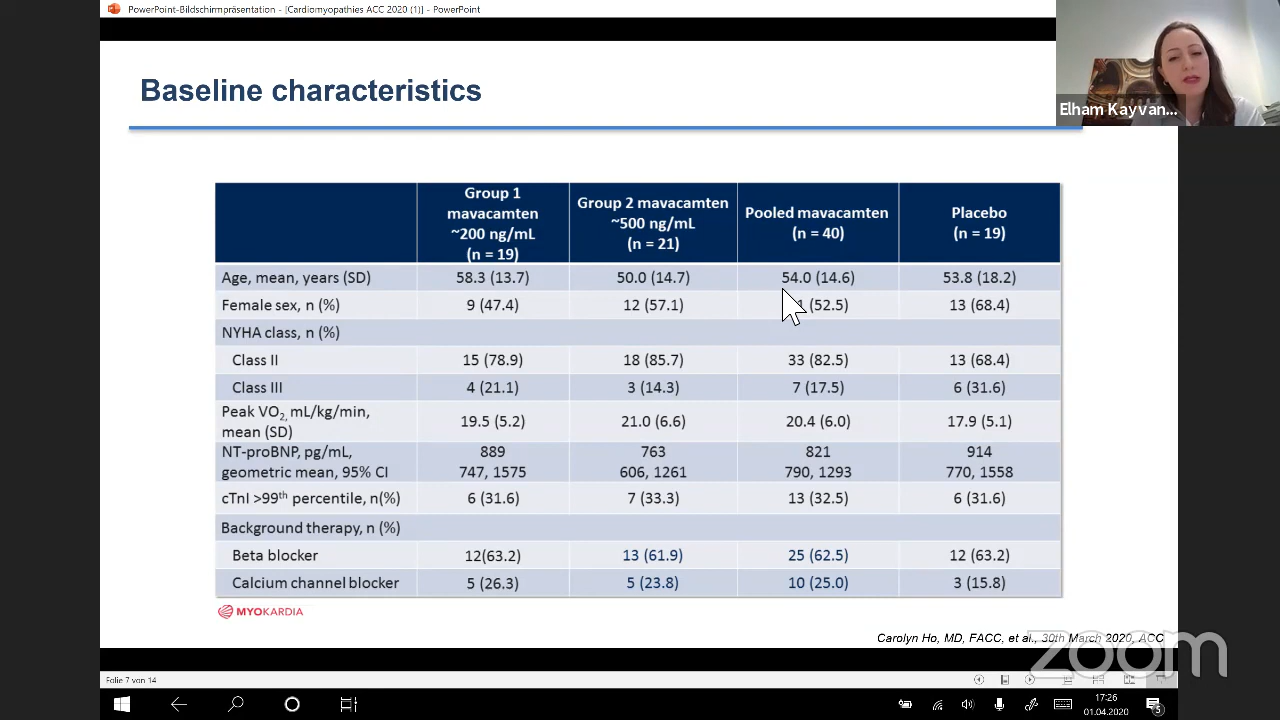 PowerPoint-Bildschirmpräsentation - [Cardiomyopathies ACC 2020 (1)] - PowerPoint
Elham Kayvan...
Baseline characteristics
Group 1 mavacamten ~200 ng/mL (n = 19) Group 2 mavacamten ~500 ng/mL (n = 21) Pooled mavacamten (n = 40) Placebo (n = 19)
Age, mean, years (SD) 58.3 (13.7) 50.0 (14.7) 54.0 (14.6) 53.8 (18.2)
Female sex, n (%) 9 (47.4) 12 (57.1) (52.5) 13 (68.4)
NYHA class, n (%)
Class II 15 (78.9) 18 (85.7) 33 (82.5) 13 (68.4)
Class III 4 (21.1) 3 (14.3) 7 (17.5) 6 (31.6)
Peak VO2, mL/kg/min, mean (SD) 19.5 (5.2) 21.0 (6.6) 20.4 (6.0) 17.9 (5.1)
NT-proBNP, pg/mL, 889 763 821 914
geometric mean, 95% CI 747, 1575 606, 1261 790, 1293 770, 1558
cTnI >99th percentile, n(%) 6 (31.6) 7 (33.3) 13 (32.5) 6 (31.6)
Background therapy, n (%)
Beta blocker 12(63.2) 13 (61.9) 25 (62.5) 12 (63.2)
Calcium channel blocker 5 (26.3) 5 (23.8) 10 (25.0) 3 (15.8)
MYOKARDIA
Carolyn Ho, MD, FACC, et al., 30th March 2020, ACC
zoom
Folie 7 von 14
17:26
01.04.2020
5